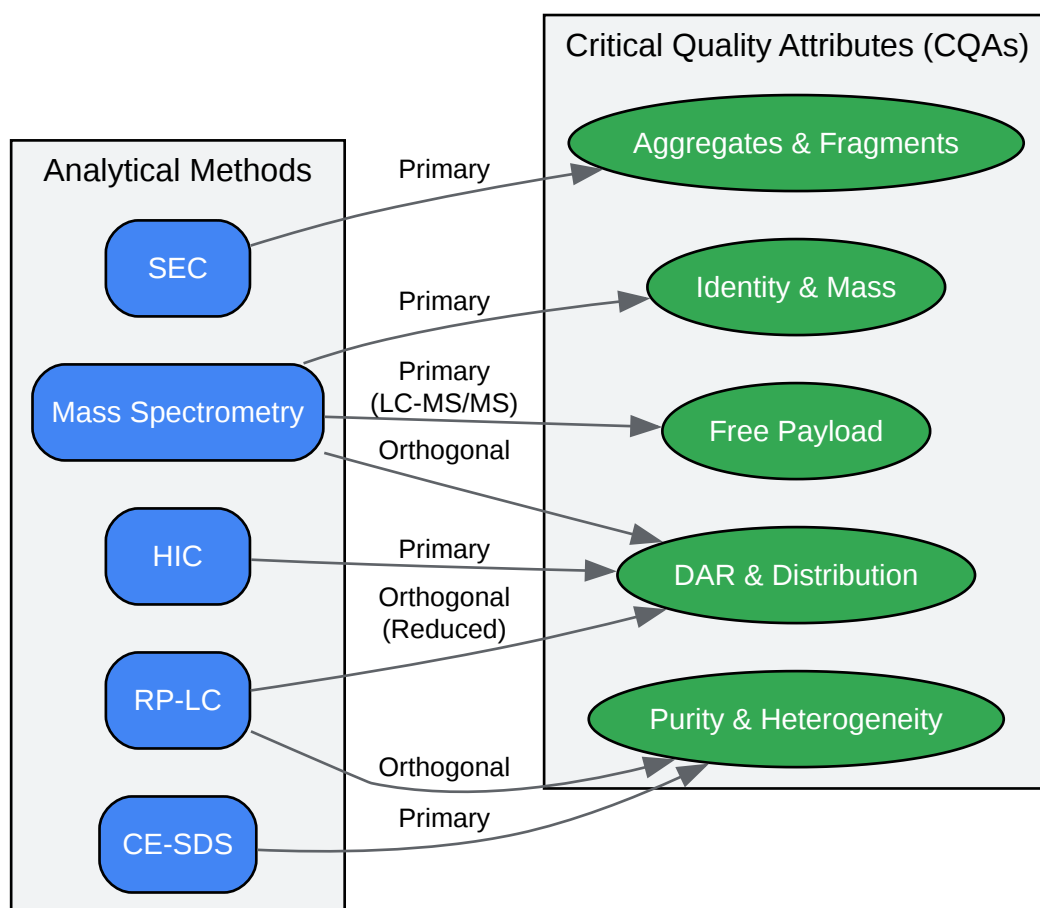 Critical Quality Attributes (CQAs)
Analytical Methods
Aggregates & Fragments
Primary
SEC
Identity & Mass
Primary
Mass Spectrometry
Primary
(LC-MS/MS)
Free Payload
Orthogonal
HIC
Primary
DAR & Distribution
Orthogonal
(Reduced)
RP-LC
Purity & Heterogeneity
Orthogonal
Primary
CE-SDS